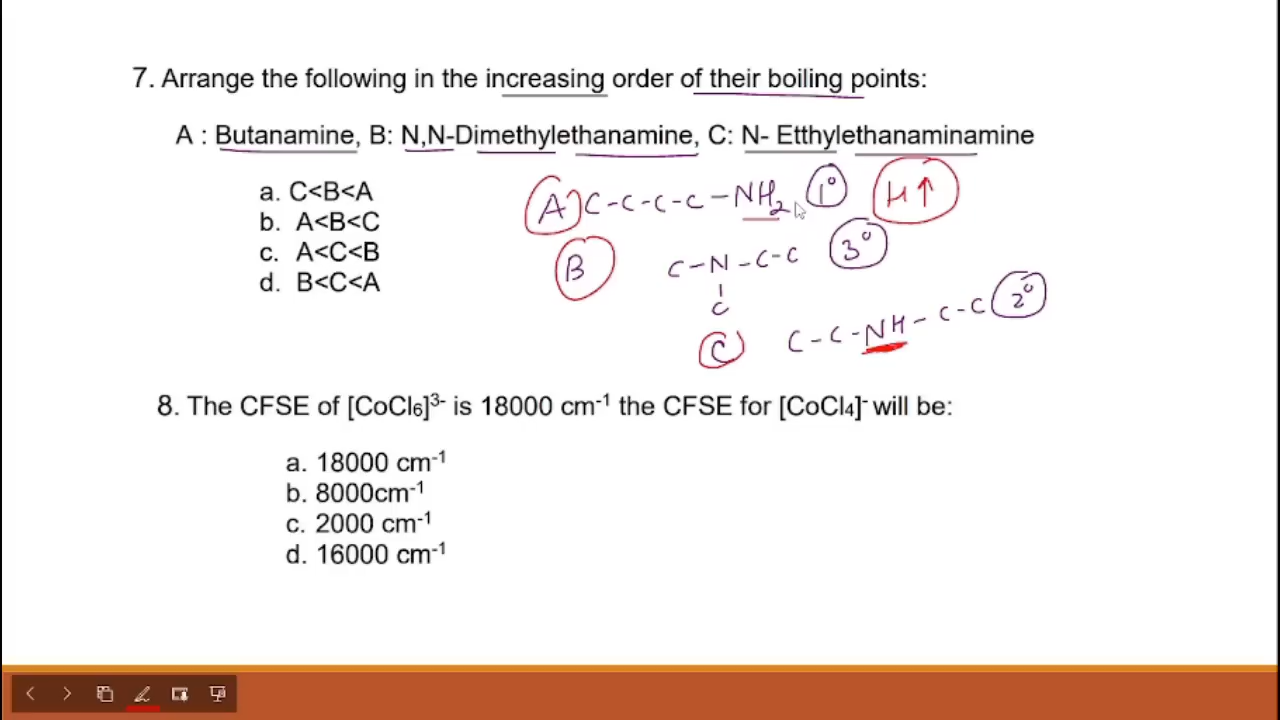 7. Arrange the following in the increasing order of their boiling points:
A : Butanamine, B: N,N-Dimethylethanamine, C: N- Etthylethanaminamine
a. C<B<A
b. A<B<C
c. A<C<B
d. B<C<A
A C-C-C-C-NH₂ 1° H↑
B C-N-C-C 3°
|
C
C C-C-NH-C-C 2°
8. The CFSE of [CoCl₆]³⁻ is 18000 cm⁻¹ the CFSE for [CoCl₄]⁻ will be:
a. 18000 cm⁻¹
b. 8000cm⁻¹
c. 2000 cm⁻¹
d. 16000 cm⁻¹